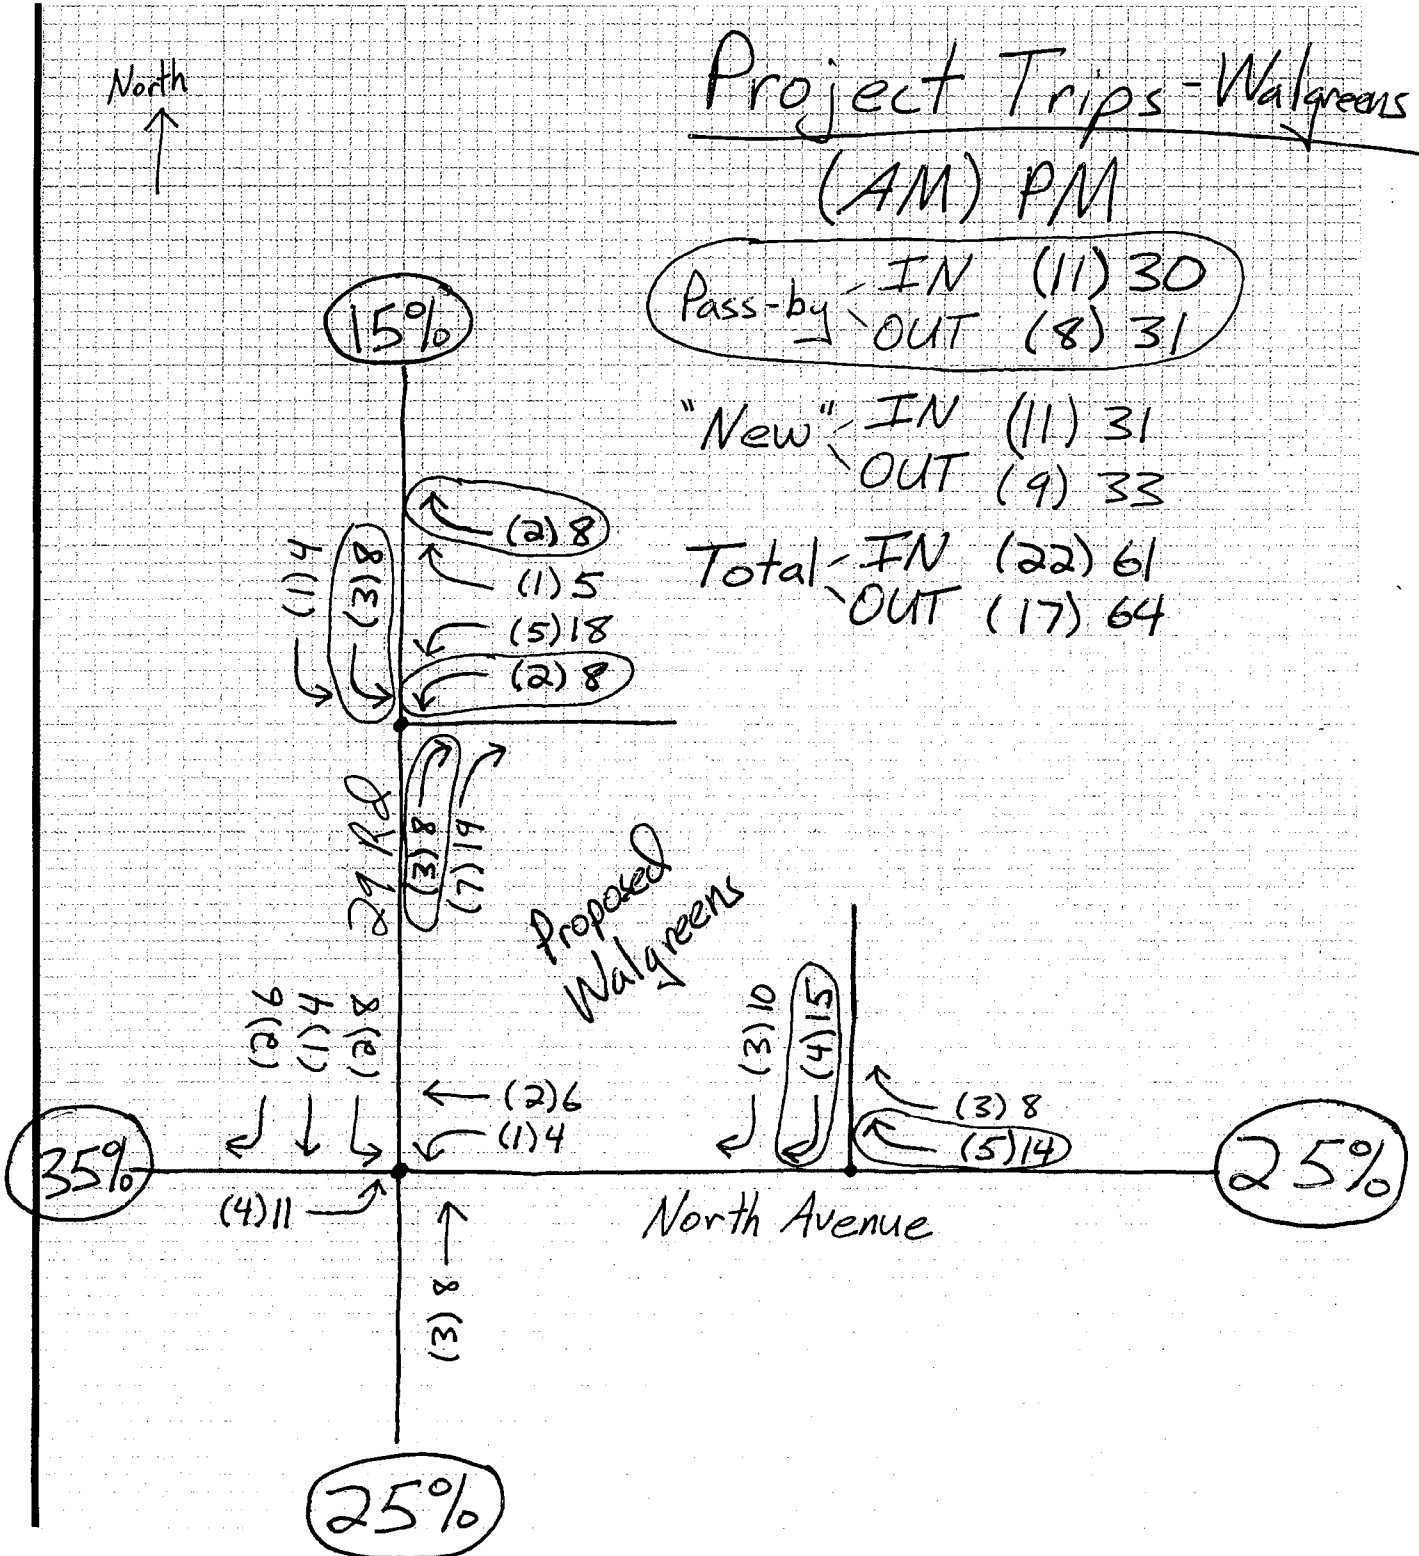 North
Project Trips - Walgreens
(AM) PM
Pass-by IN (11) 30
OUT (8) 31
"New" IN (11) 31
OUT (9) 33
Total IN (22) 61
OUT (17) 64
15%
(1) 4
(3) 8
(2) 8
(1) 5
(5) 18
(2) 8
29 Rd
(3) 8
(7) 19
Proposed
Walgreens
(2) 6
(1) 4
(2) 8
(2) 6
(1) 4
(3) 10
(4) 15
(3) 8
(5) 14
35%
25%
(4) 11
North Avenue
(3) 8
25%